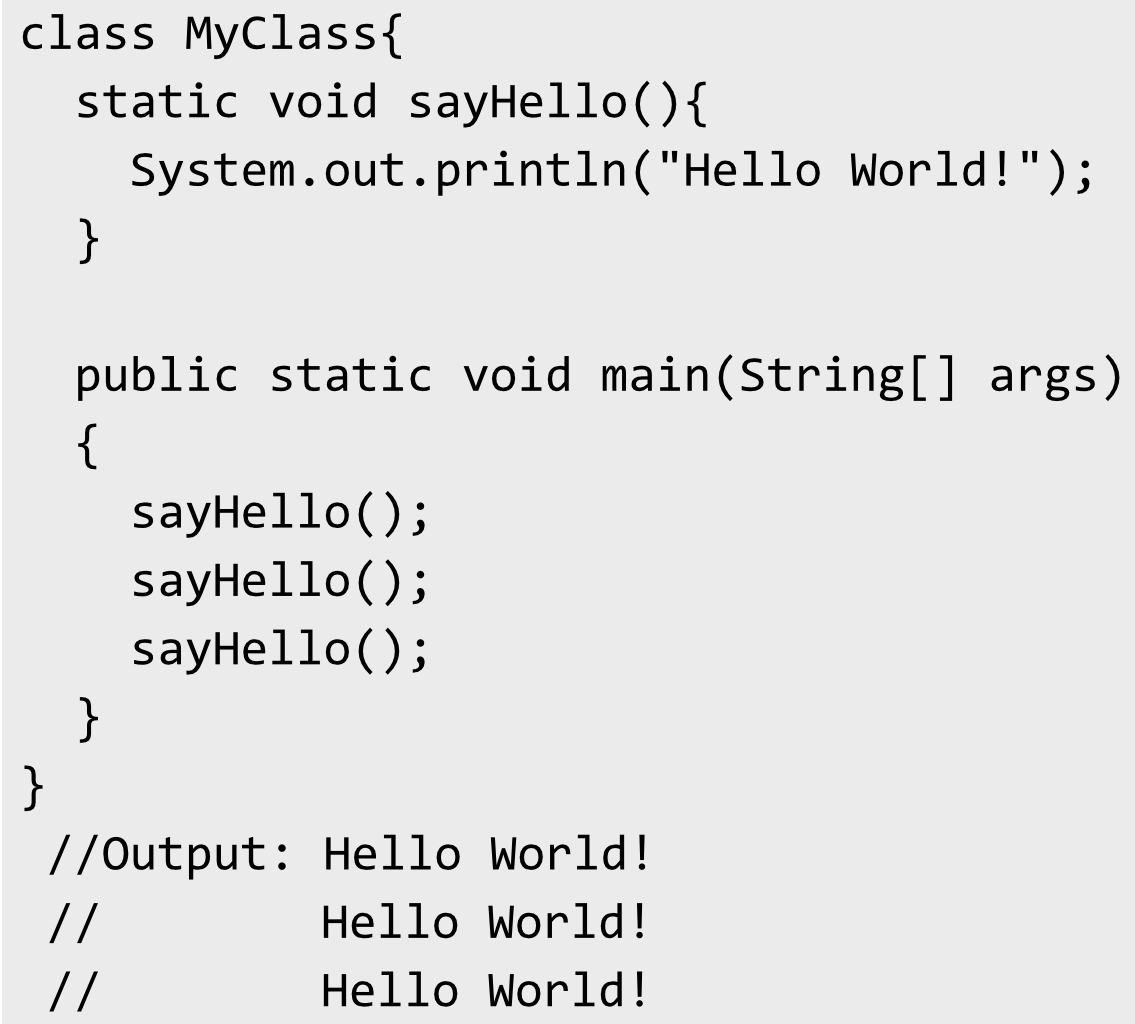 class MyClass{
  static void sayHello(){
    System.out.println("Hello World!");
  }

  public static void main(String[] args)
  {
    sayHello();
    sayHello();
    sayHello();
  }
}
 //Output: Hello World!
 //        Hello World!
 //        Hello World!